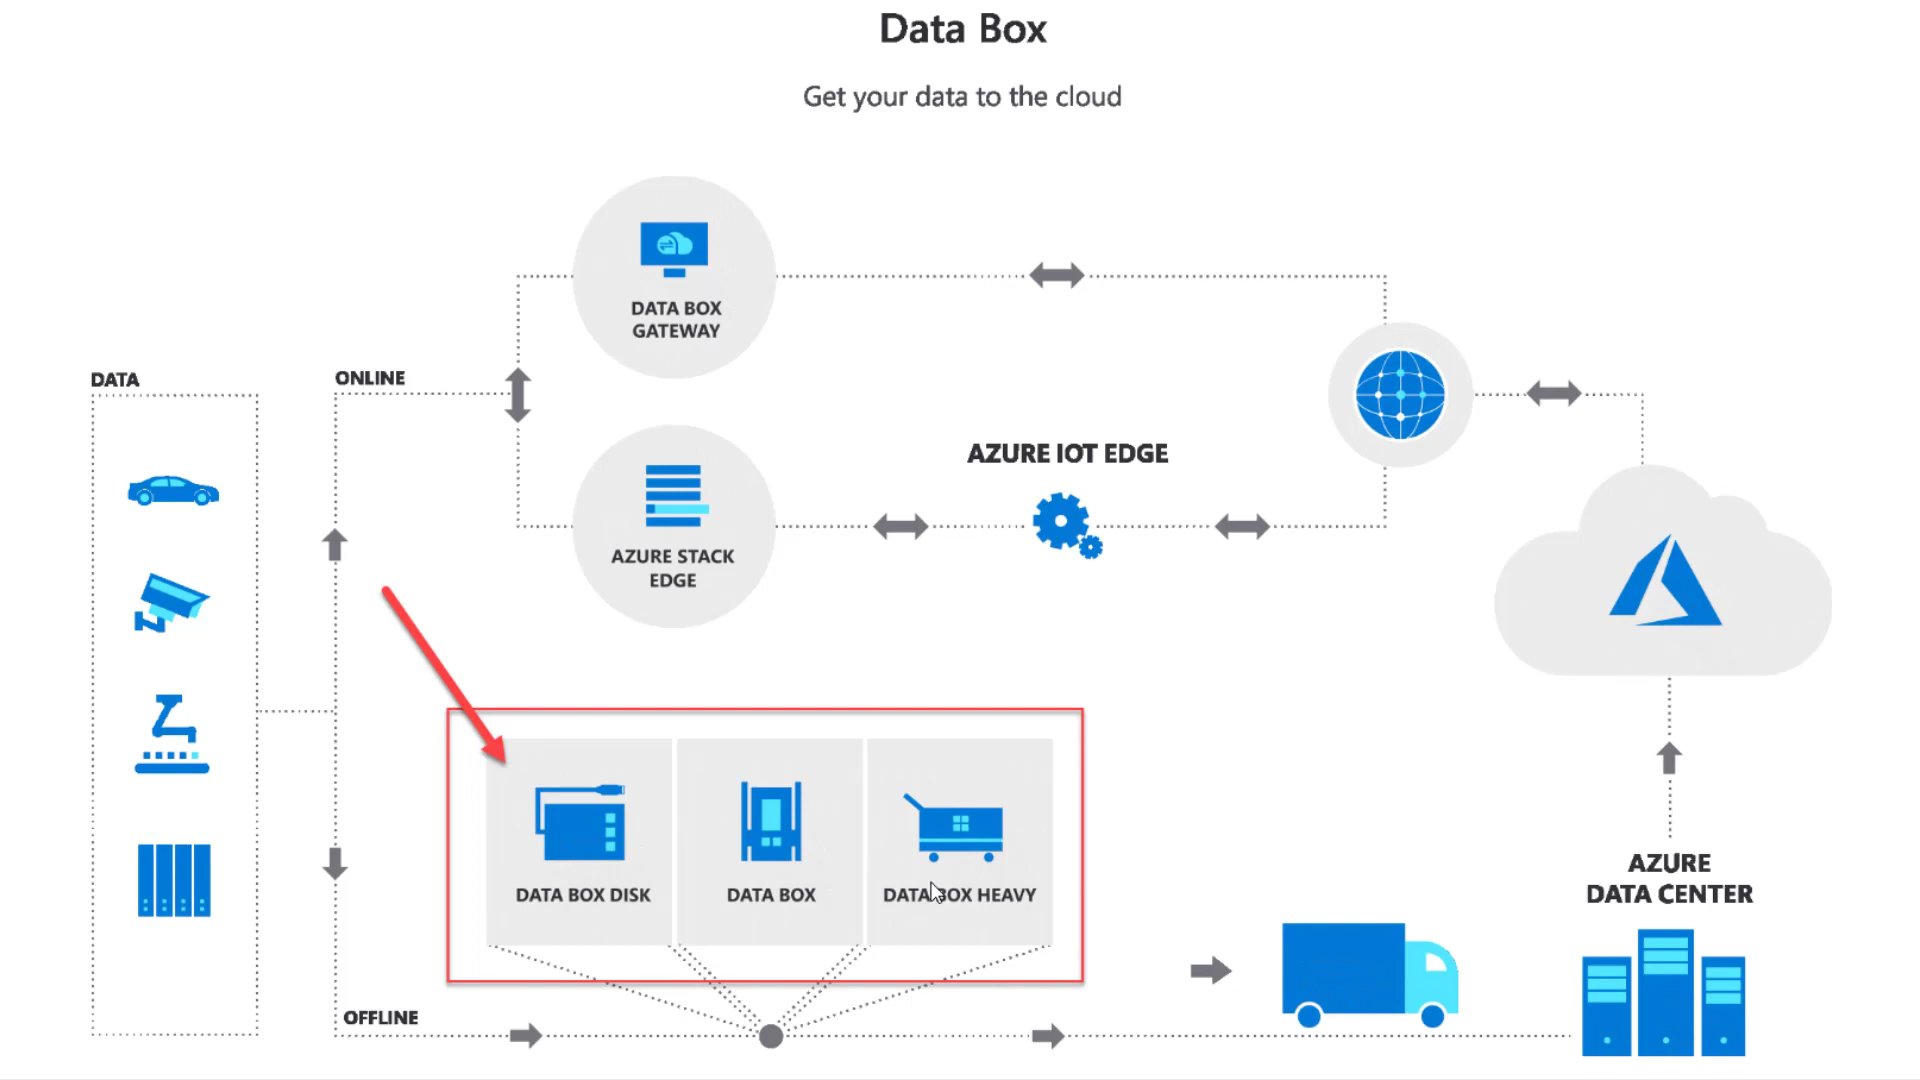 Data Box
Get your data to the cloud
DATA BOX
GATEWAY
DATA
ONLINE
AZURE IOT EDGE
AZURE STACK
EDGE
DATA BOX DISK
DATA BOX
DATA BOX HEAVY
AZURE
DATA CENTER
OFFLINE